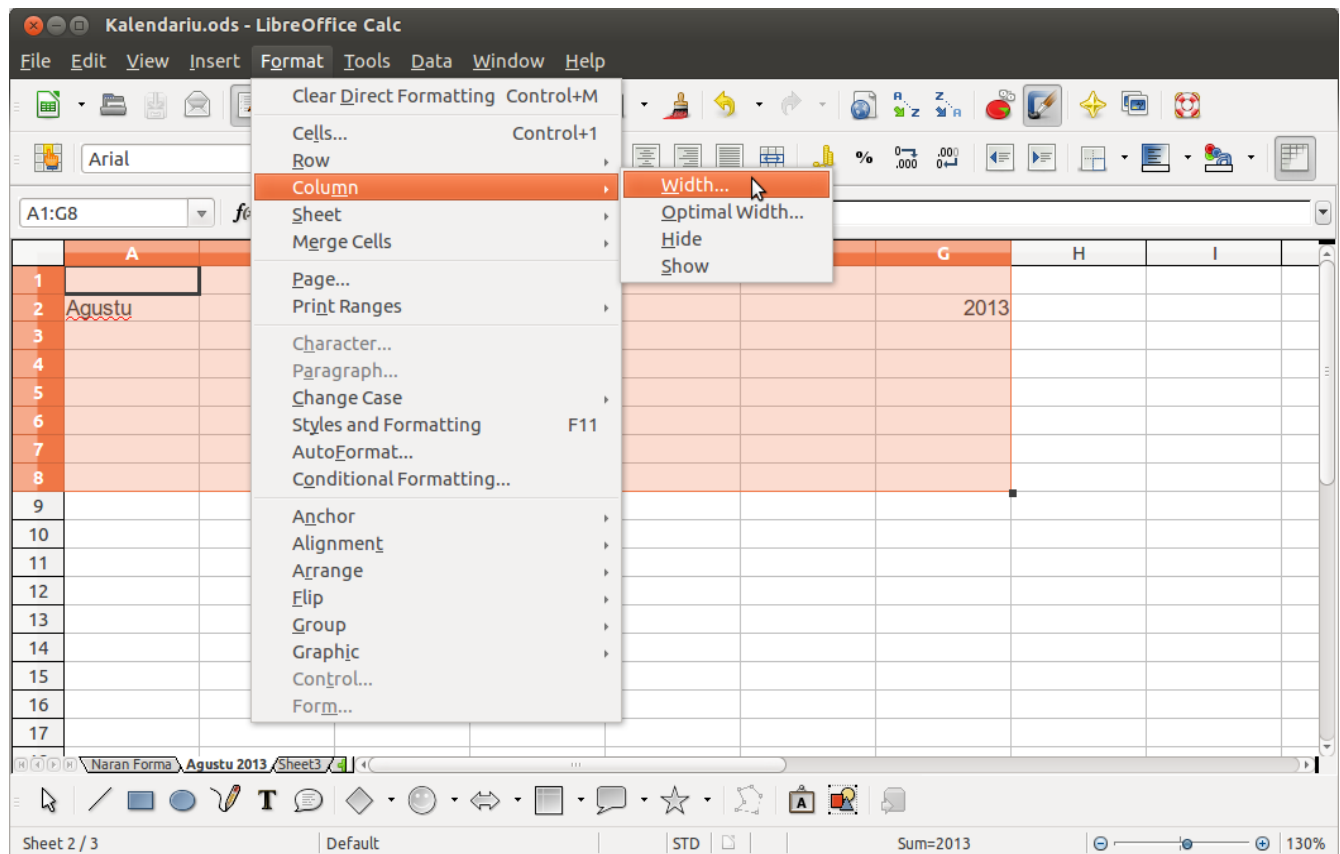 Kalendariu.ods - LibreOffice Calc
File Edit View Insert Format Tools Data Window Help
Clear Direct Formatting Control+M
Cells... Control+1
Row
Column
Sheet
Merge Cells
Page...
Print Ranges
Character...
Paragraph...
Change Case
Styles and Formatting F11
AutoFormat...
Conditional Formatting...
Anchor
Alignment
Arrange
Flip
Group
Graphic
Control...
Form...
Width...
Optimal Width...
Hide
Show
Arial
A1:G8
A G H I
1
2 Agustu 2013
3
4
5
6
7
8
9
10
11
12
13
14
15
16
17
Naran Forma Agustu 2013 Sheet3
Sheet 2 / 3 Default STD Sum=2013 130%